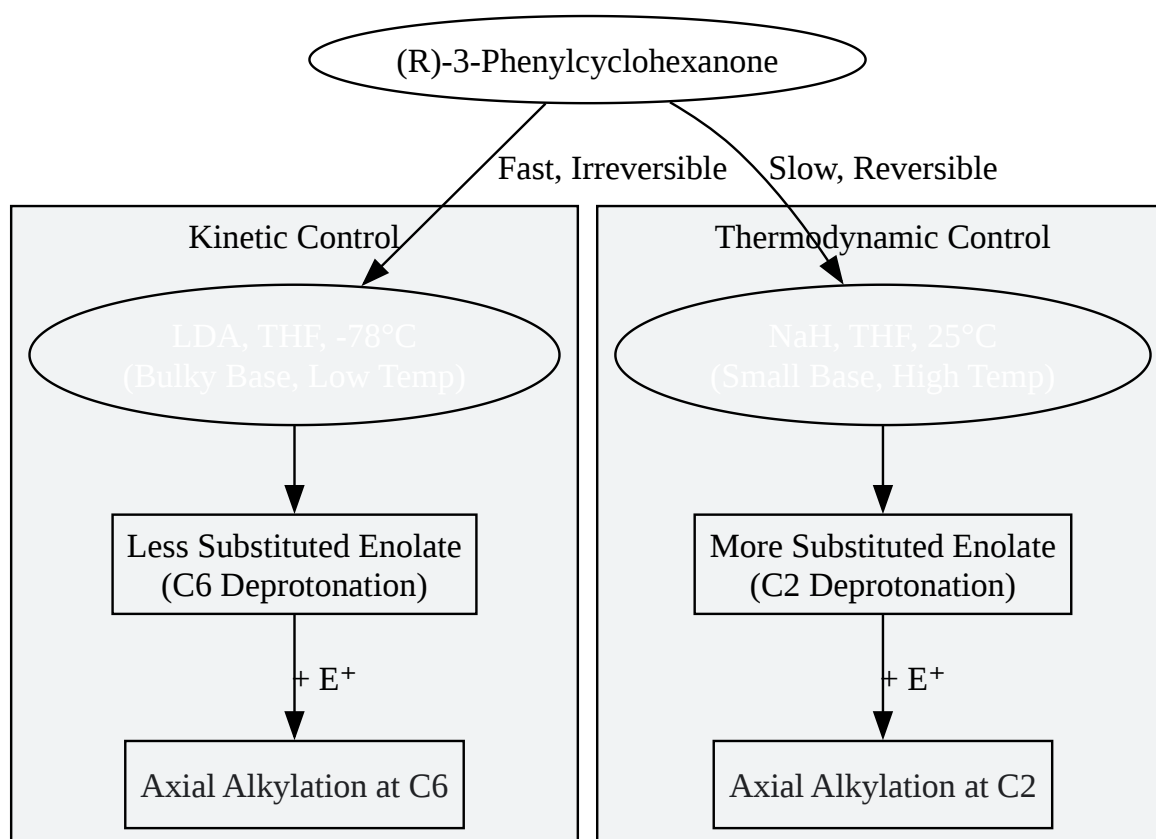 (R)-3-Phenylcyclohexanone
Fast, Irreversible
Slow, Reversible
Kinetic Control
Thermodynamic Control
LDA, THF, -78°C
(Bulky Base, Low Temp)
NaH, THF, 25°C
(Small Base, High Temp)
Less Substituted Enolate
(C6 Deprotonation)
More Substituted Enolate
(C2 Deprotonation)
+ E⁺
+ E⁺
Axial Alkylation at C6
Axial Alkylation at C2